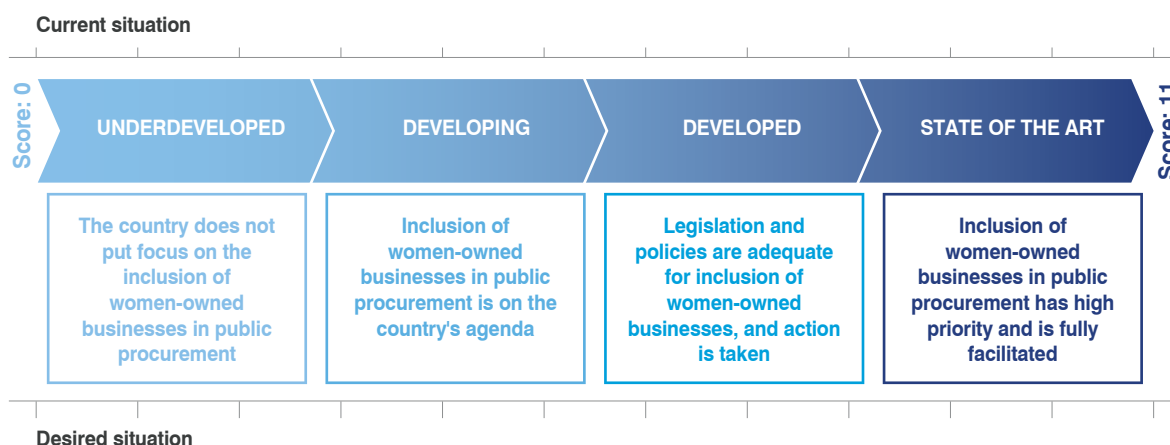 Current situation
Score: 0
UNDERDEVELOPED
DEVELOPING
DEVELOPED
STATE OF THE ART
Score: 11
The country does not
put focus on the
inclusion of
women-owned
businesses in public
procurement
Inclusion of
women-owned
businesses in public
procurement is on the
country's agenda
Legislation and
policies are adequate
for inclusion of
women-owned
businesses, and action
is taken
Inclusion of
women-owned
businesses in public
procurement has high
priority and is fully
facilitated
Desired situation